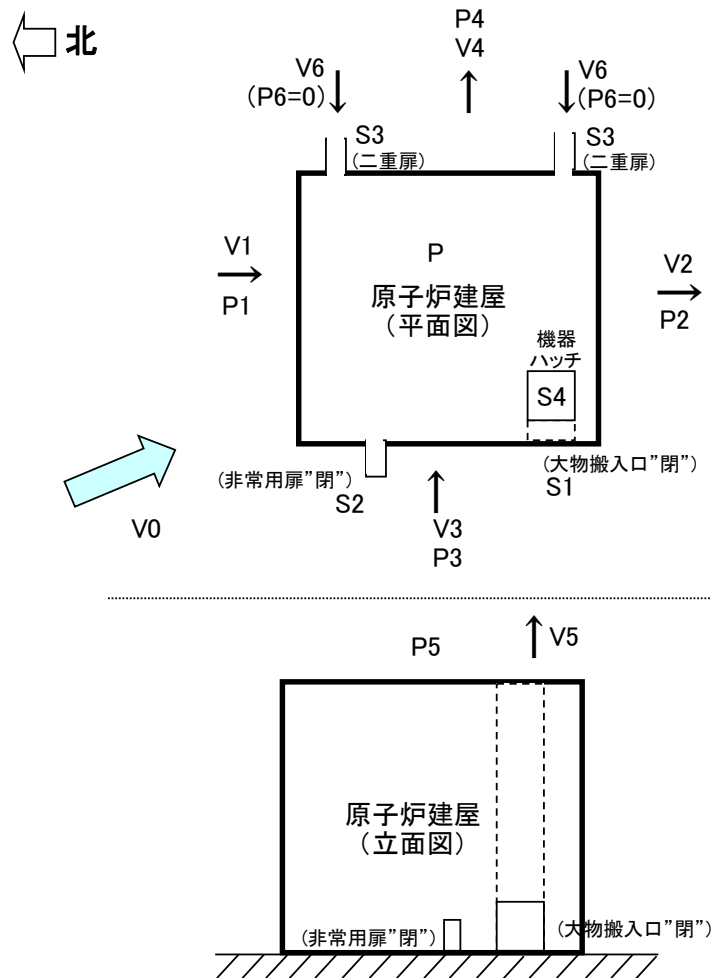 北
P4
V4
V6
(P6=0)
V6
(P6=0)
S3
(二重扉)
S3
(二重扉)
V1
P1
P
原子炉建屋
(平面図)
V2
P2
機器
ハッチ
S4
(非常用扉”閉”)
S2
(大物搬入口”閉”)
S1
V0
V3
P3
P5
V5
原子炉建屋
(立面図)
(非常用扉”閉”)
(大物搬入口”閉”)